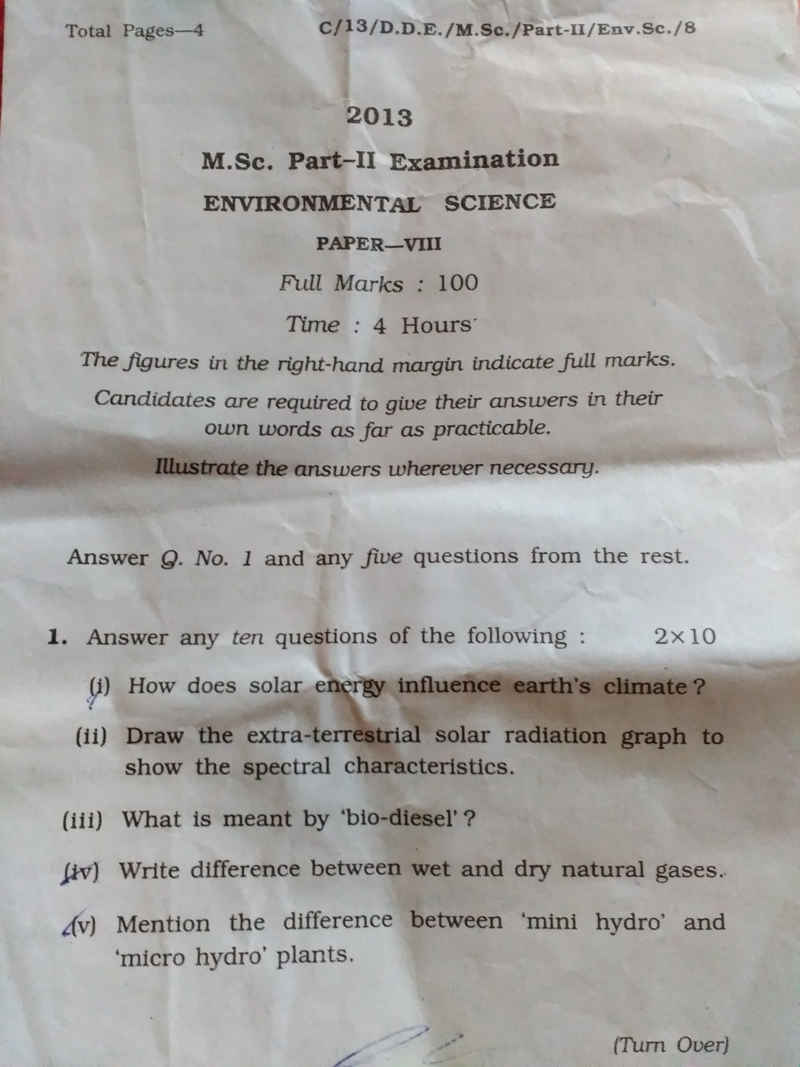 Total Pages—4 C/13/D.D.E./M.Sc./Part-II/Env.Sc./8
2013
M.Sc. Part-II Examination
ENVIRONMENTAL SCIENCE
PAPER—VIII
Full Marks : 100
Time : 4 Hours
The figures in the right-hand margin indicate full marks.
Candidates are required to give their answers in their
own words as far as practicable.
Illustrate the answers wherever necessary.
Answer Q. No. 1 and any five questions from the rest.
1. Answer any ten questions of the following : 2×10
(i) How does solar energy influence earth's climate ?
(ii) Draw the extra-terrestrial solar radiation graph to
show the spectral characteristics.
(iii) What is meant by 'bio-diesel' ?
(iv) Write difference between wet and dry natural gases.
(v) Mention the difference between 'mini hydro' and
'micro hydro' plants.
(Turn Over)